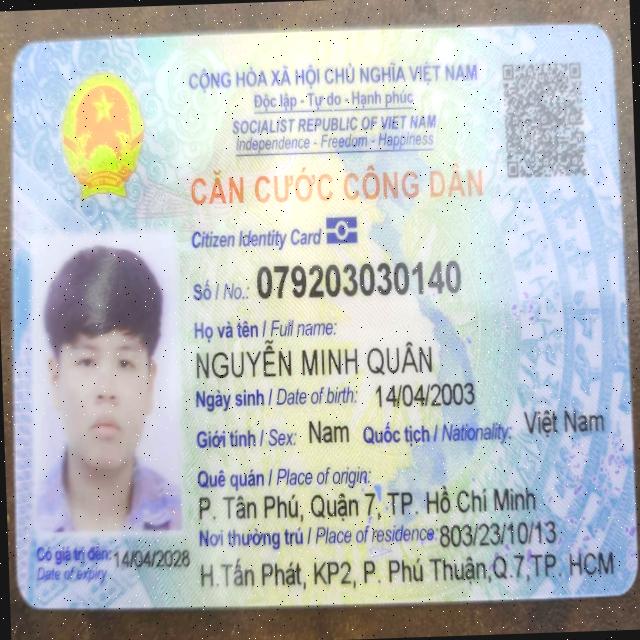 CỘNG HÒA XÃ HỘI CHỦ NGHĨA VIỆT NAM
Độc lập - Tự do - Hạnh phúc
SOCIALIST REPUBLIC OF VIET NAM
Independence - Freedom - Happiness
CĂN CƯỚC CÔNG DÂN
Citizen Identity Card
Số / No.: 079203030140
Họ và tên / Full name:
NGUYỄN MINH QUÂN
Ngày sinh / Date of birth: 14/04/2003
Giới tính / Sex: Nam Quốc tịch / Nationality: Việt Nam
Quê quán / Place of origin:
P. Tân Phú, Quận 7, TP. Hồ Chí Minh
Nơi thường trú / Place of residence: 803/23/10/13
H.Tấn Phát, KP2, P. Phú Thuận,Q.7,TP. HCM
Có giá trị đến: 14/04/2028
Date of expiry